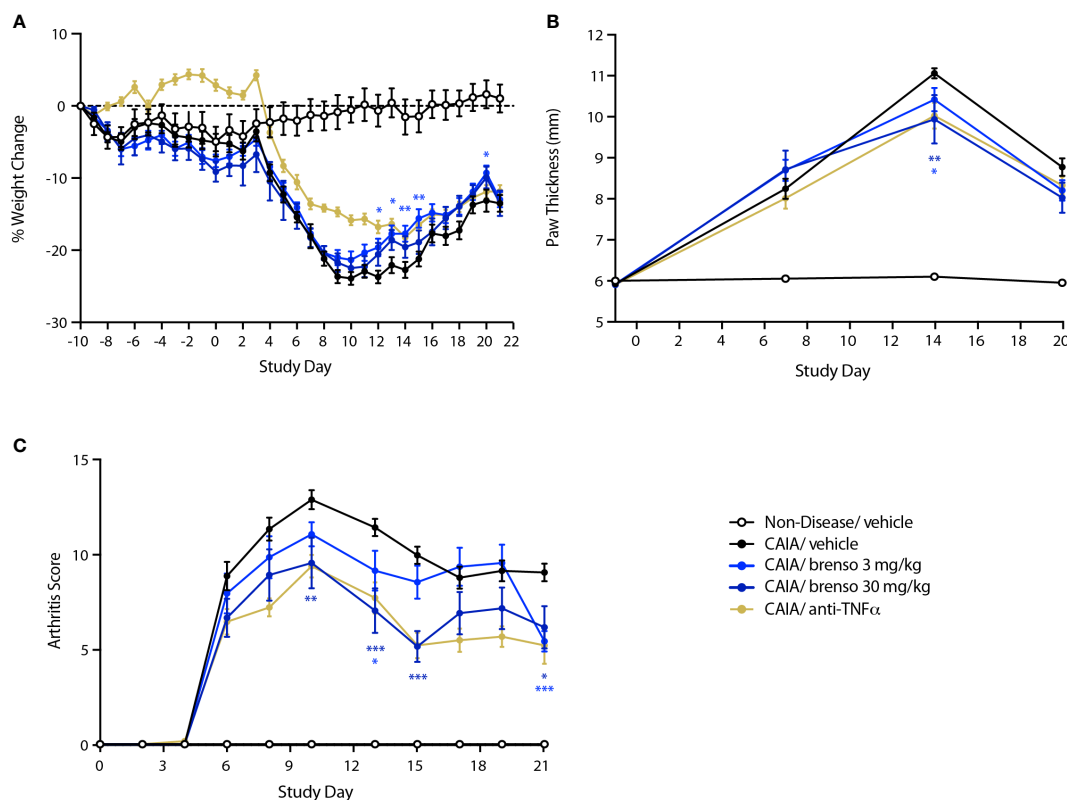 A
10
0
-10
-20
-30
% Weight Change
-10 -8 -6 -4 -2 0 2 4 6 8 10 12 14 16 18 20 22
Study Day
* * ** ** *
B
12
11
10
9
8
7
6
5
Paw Thickness (mm)
0 2 4 6 8 10 12 14 16 18 20
Study Day
**
*
C
15
10
5
0
Arthritis Score
0 3 6 9 12 15 18 21
Study Day
**
***
*
***
*
***
Non-Disease/ vehicle
CAIA/ vehicle
CAIA/ brenso 3 mg/kg
CAIA/ brenso 30 mg/kg
CAIA/ anti-TNFα